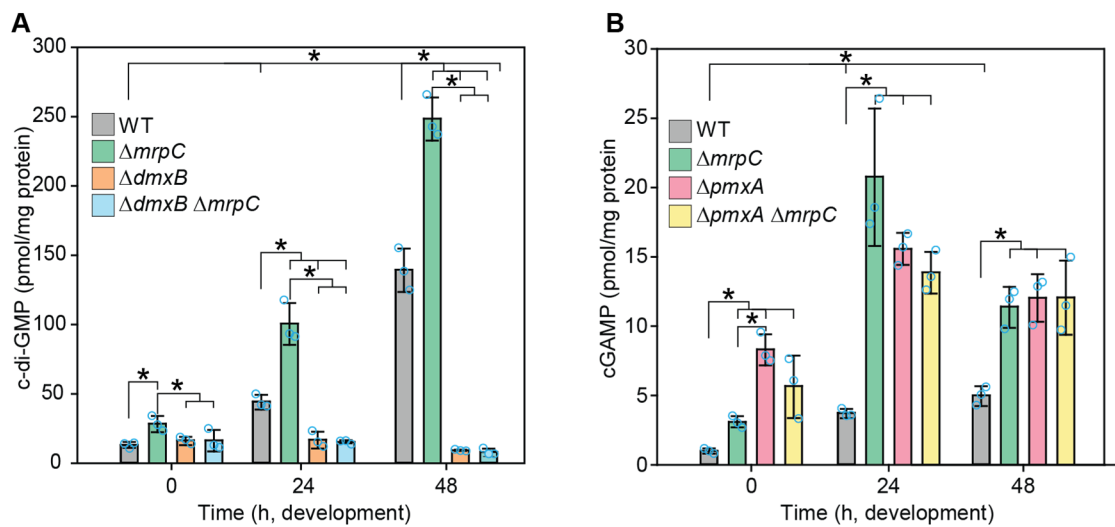 A
c-di-GMP (pmol/mg protein)
300
250
200
150
100
50
0
* *
*
WT
ΔmrpC
ΔdmxB
ΔdmxB ΔmrpC
*
*
* *
0 24 48
Time (h, development)
B
cGAMP (pmol/mg protein)
30
25
20
15
10
5
0
*
*
WT
ΔmrpC
ΔpmxA
ΔpmxA ΔmrpC
*
*
*
0 24 48
Time (h, development)